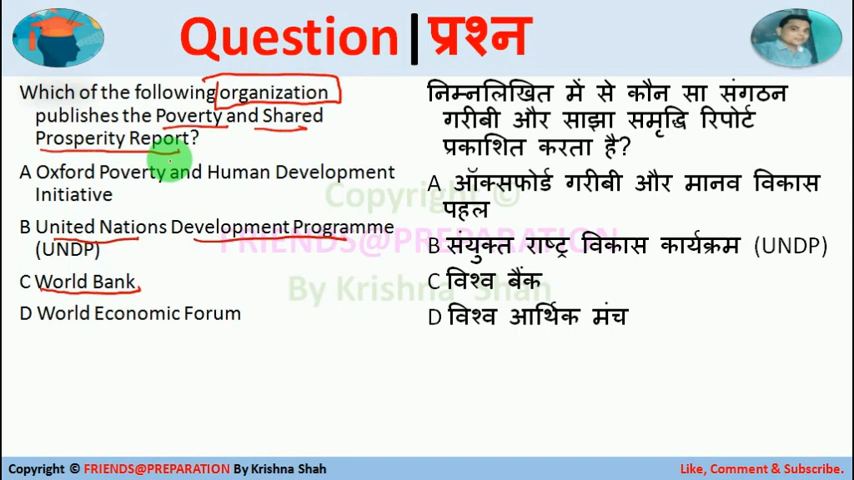 Question|प्रश्न
Which of the following organization
publishes the Poverty and Shared
Prosperity Report?
A Oxford Poverty and Human Development
Initiative
B United Nations Development Programme
(UNDP)
C World Bank
D World Economic Forum
निम्नलिखित में से कौन सा संगठन
गरीबी और साझा समृद्धि रिपोर्ट
प्रकाशित करता है?
A ऑक्सफोर्ड गरीबी और मानव विकास
पहल
B संयुक्त राष्ट्र विकास कार्यक्रम (UNDP)
C विश्व बैंक
D विश्व आर्थिक मंच
Copyright ©
FRIENDS@PREPARATION
By Krishna Shah
Copyright © FRIENDS@PREPARATION By Krishna Shah
Like, Comment & Subscribe.